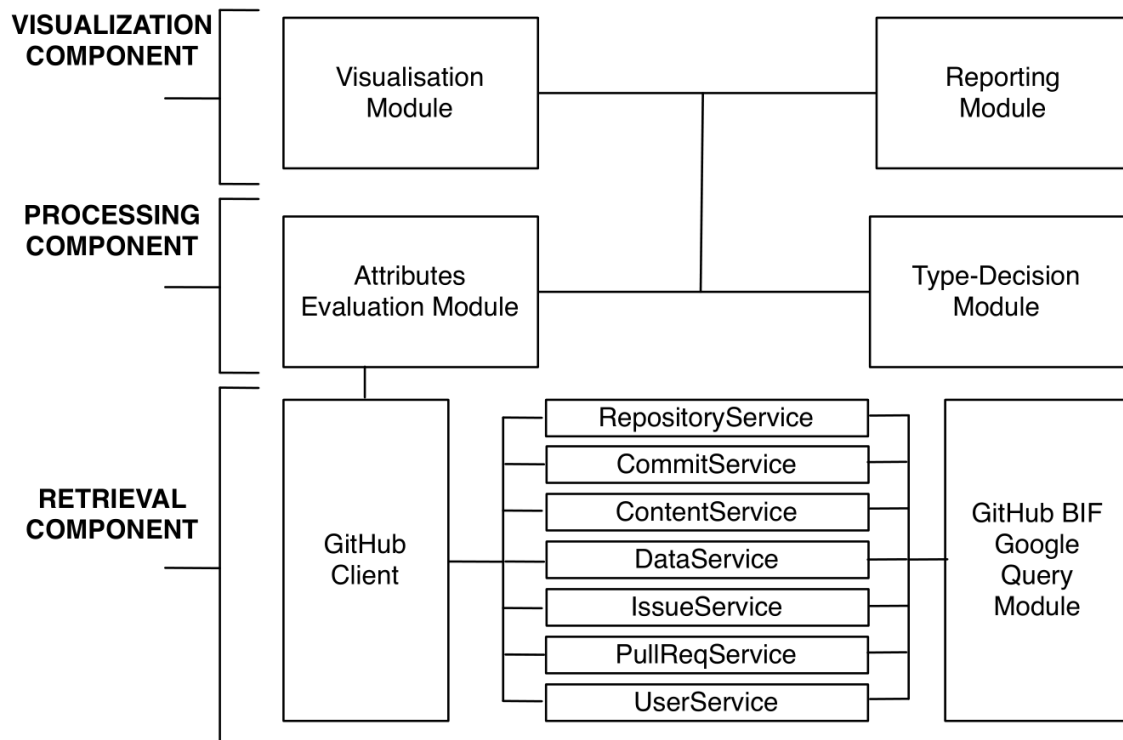 VISUALIZATION
COMPONENT
Visualisation
Module
Reporting
Module
PROCESSING
COMPONENT
Attributes
Evaluation Module
Type-Decision
Module
RETRIEVAL
COMPONENT
GitHub
Client
RepositoryService
CommitService
ContentService
DataService
IssueService
PullReqService
UserService
GitHub BIF
Google
Query
Module